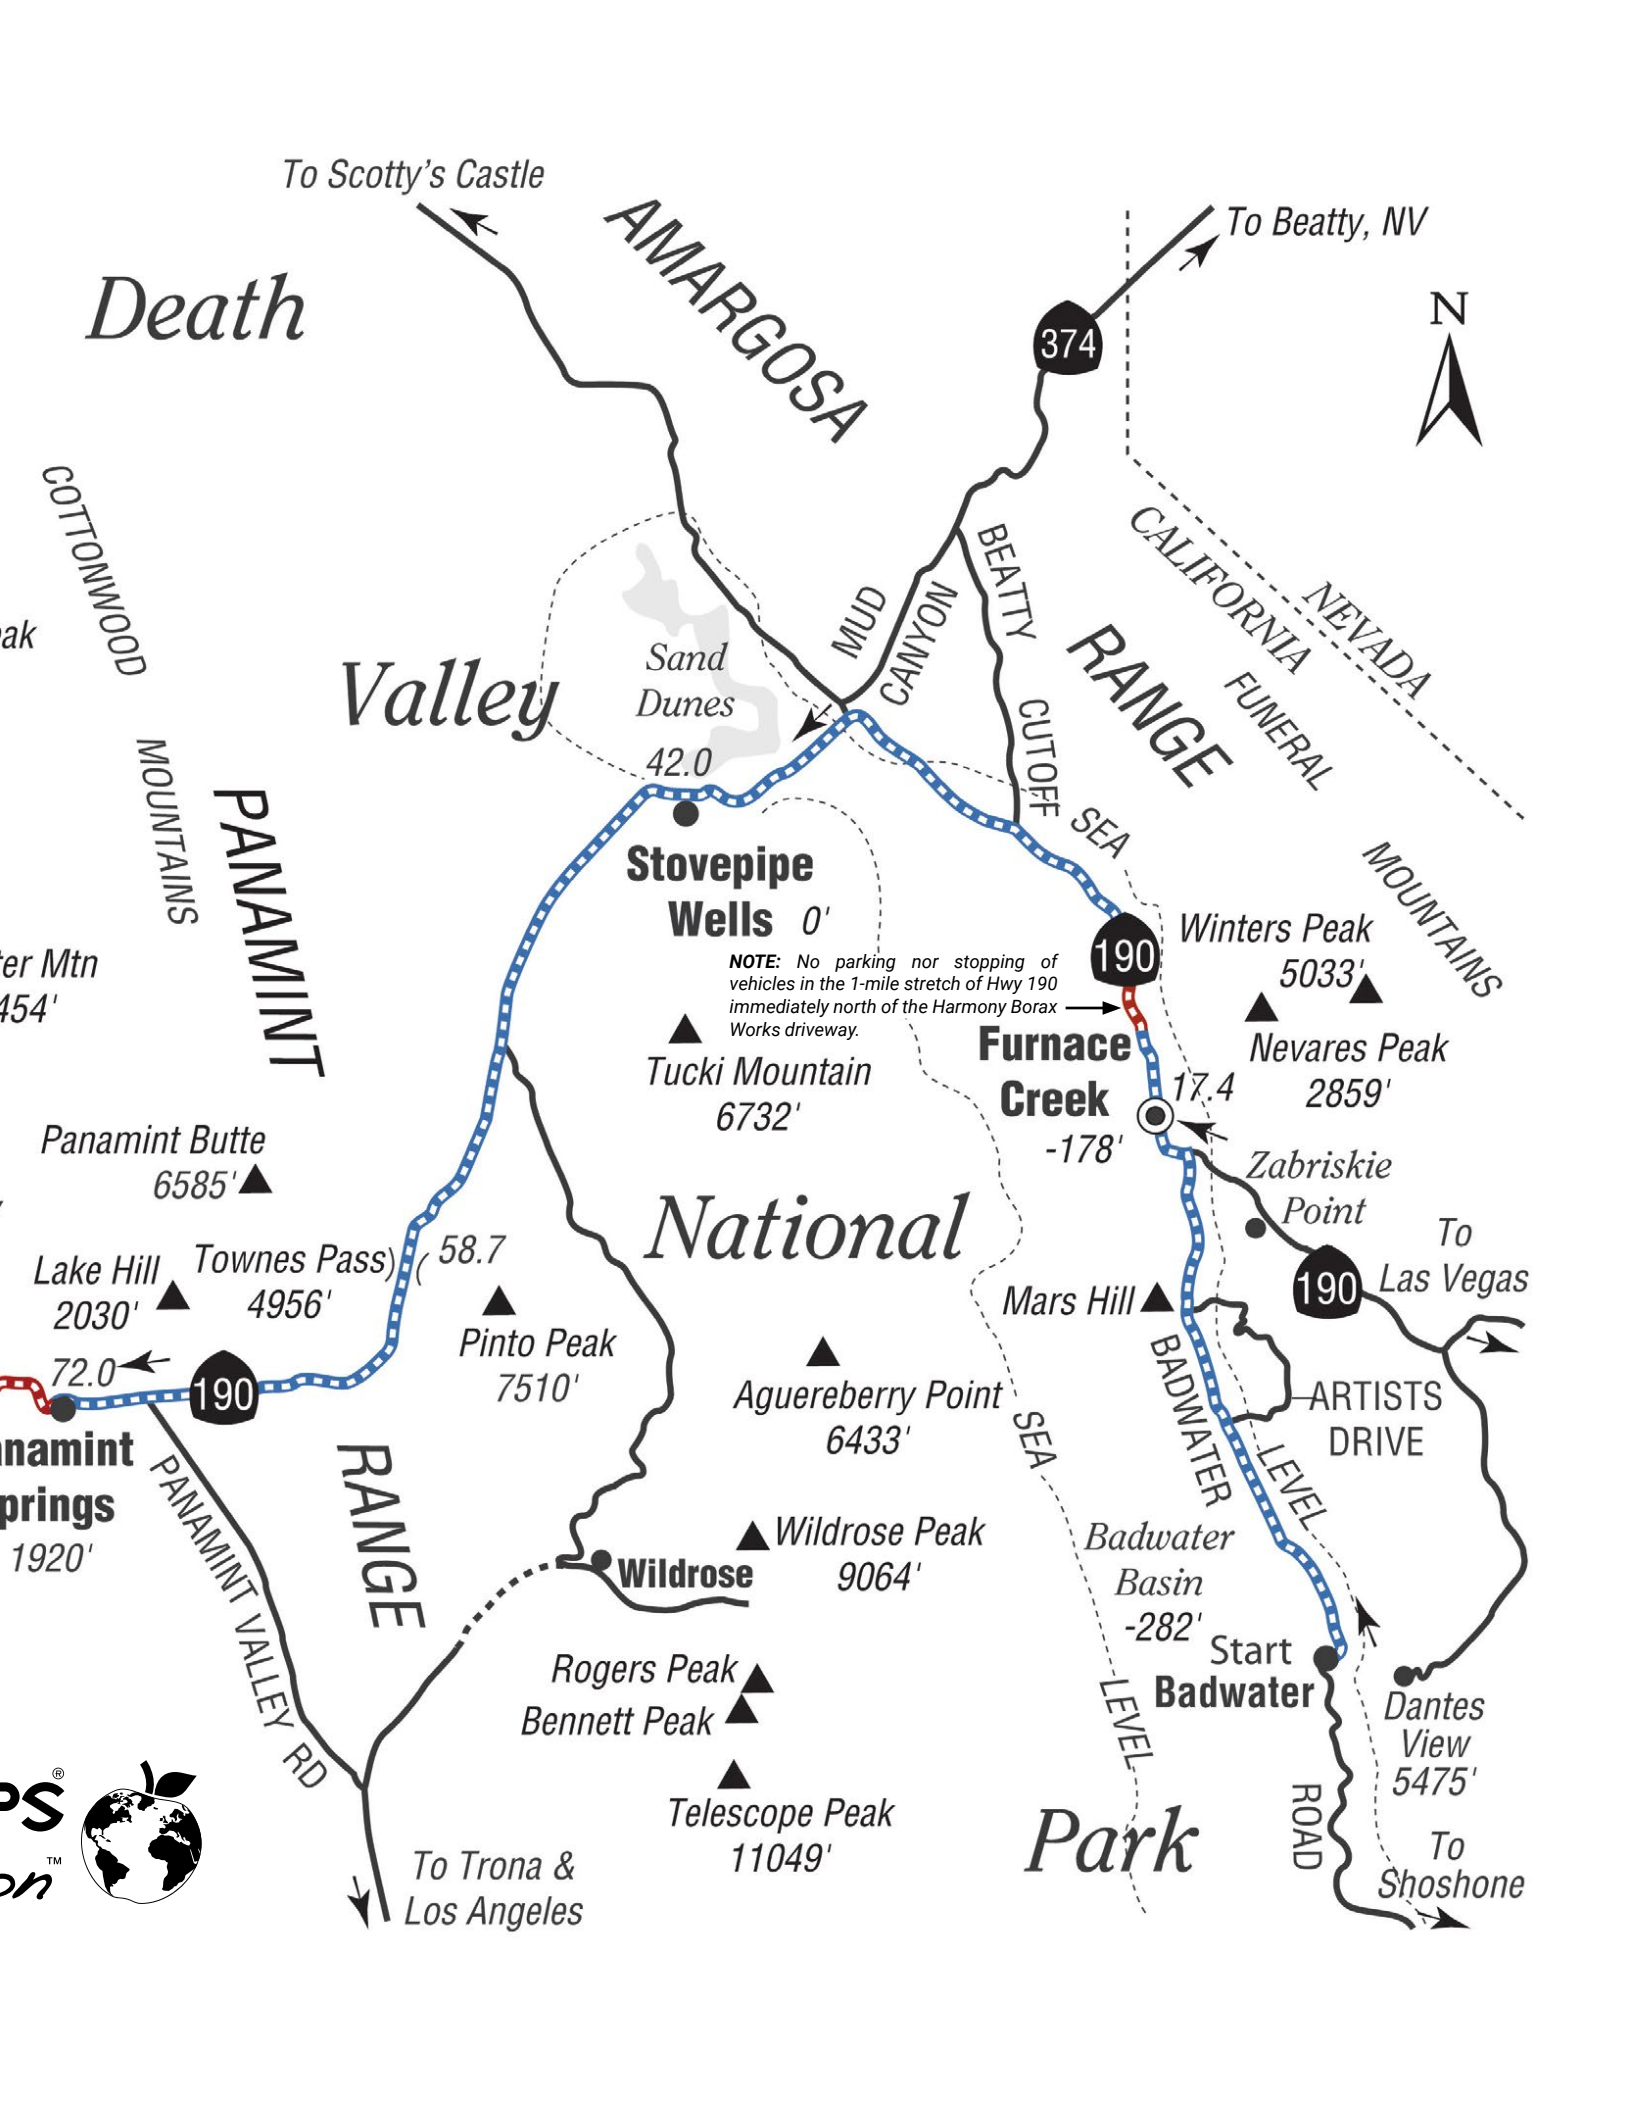 To Scotty's Castle
AMARGOSA
To Beatty, NV
Death
374
N
COTTONWOOD
BEATTY
CALIFORNIA
NEVADA
MUD
CANYON
RANGE
FUNERAL
Sand
Dunes
Valley
CUTOFF
42.0
MOUNTAINS
PANAMINT
SEA
MOUNTAINS
Stovepipe
Wells 0'
190
Winters Peak
5033'
ter Mtn
454'
NOTE: No parking nor stopping of
vehicles in the 1-mile stretch of Hwy 190
immediately north of the Harmony Borax
Works driveway.
Furnace
Creek
-178'
Nevares Peak
2859'
17.4
Tucki Mountain
6732'
Panamint Butte
6585'
Zabriskie
Point
National
To
Las Vegas
190
Lake Hill
2030'
Townes Pass
4956'
58.7
Mars Hill
Pinto Peak
7510'
72.0
190
BADWATER
Aguereberry Point
6433'
ARTISTS
DRIVE
SEA
LEVEL
anamint
prings
1920'
PANAMINT VALLEY RD
RANGE
Wildrose Peak
9064'
Wildrose
Badwater
Basin
-282'
Start
Badwater
Rogers Peak
Bennett Peak
LEVEL
Dantes
View
5475'
Telescope Peak
11049'
ROAD
Park
To
Shoshone
To Trona &
Los Angeles
PS®
on™